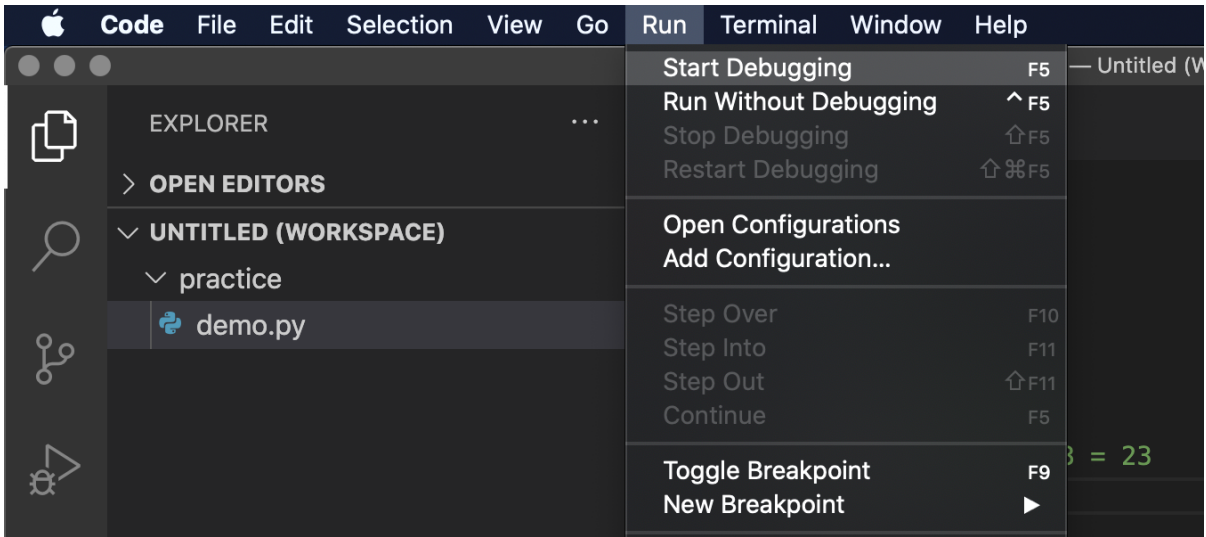 Code File Edit Selection View Go Run Terminal Window Help
— Untitled (W
EXPLORER ...
OPEN EDITORS
UNTITLED (WORKSPACE)
practice
demo.py
Start Debugging F5
Run Without Debugging ^F5
Stop Debugging ⇧F5
Restart Debugging ⇧⌘F5
Open Configurations
Add Configuration...
Step Over F10
Step Into F11
Step Out ⇧F11
Continue F5
Toggle Breakpoint F9
New Breakpoint ▶
= 23